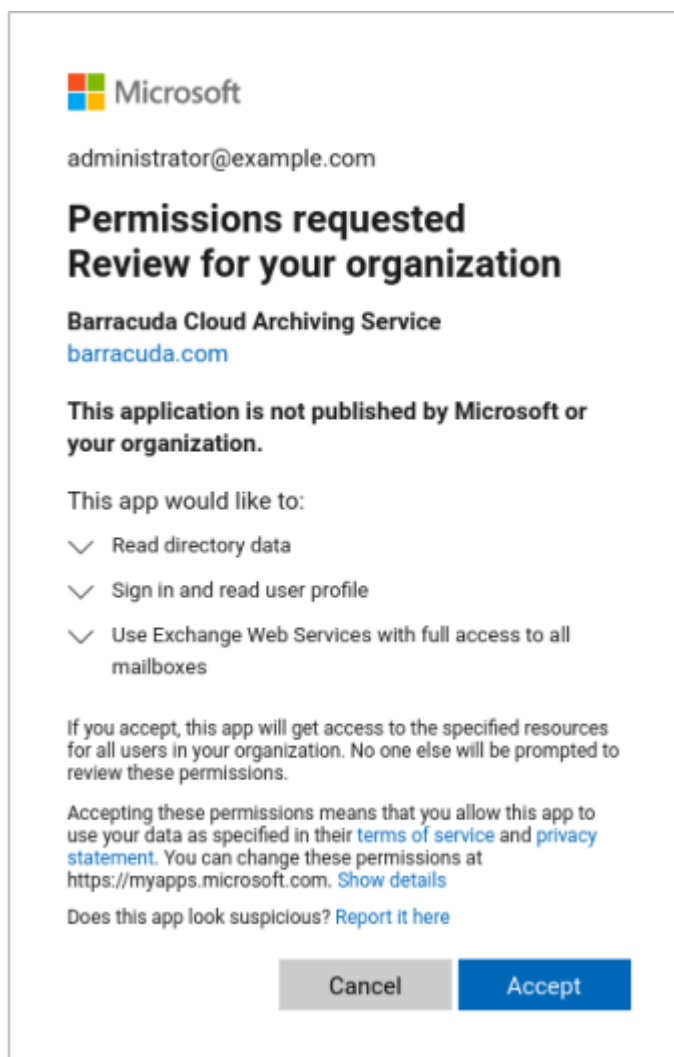 Microsoft
administrator@example.com
Permissions requested
Review for your organization
Barracuda Cloud Archiving Service
barracuda.com
This application is not published by Microsoft or
your organization.
This app would like to:
Read directory data
Sign in and read user profile
Use Exchange Web Services with full access to all
mailboxes
If you accept, this app will get access to the specified resources
for all users in your organization. No one else will be prompted to
review these permissions.
Accepting these permissions means that you allow this app to
use your data as specified in their terms of service and privacy
statement. You can change these permissions at
https://myapps.microsoft.com. Show details
Does this app look suspicious? Report it here
Cancel
Accept